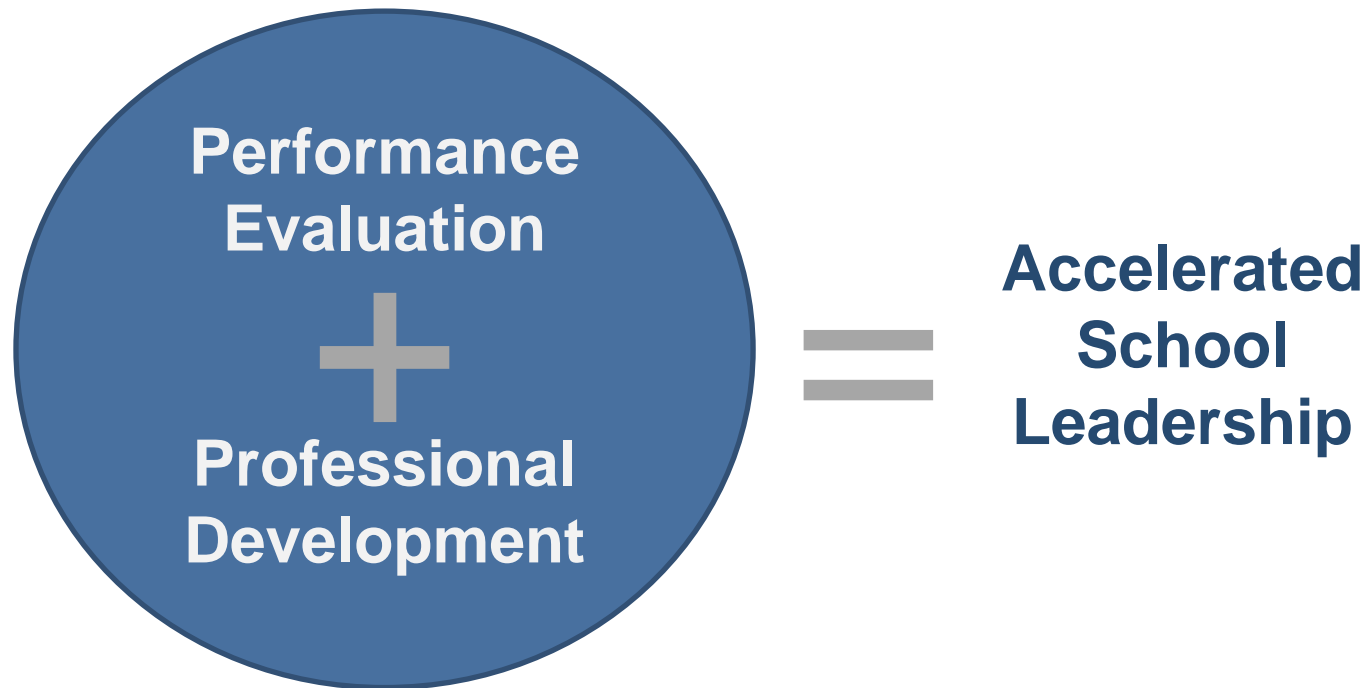 Performance
Evaluation
+
Professional
Development
=
Accelerated
School
Leadership